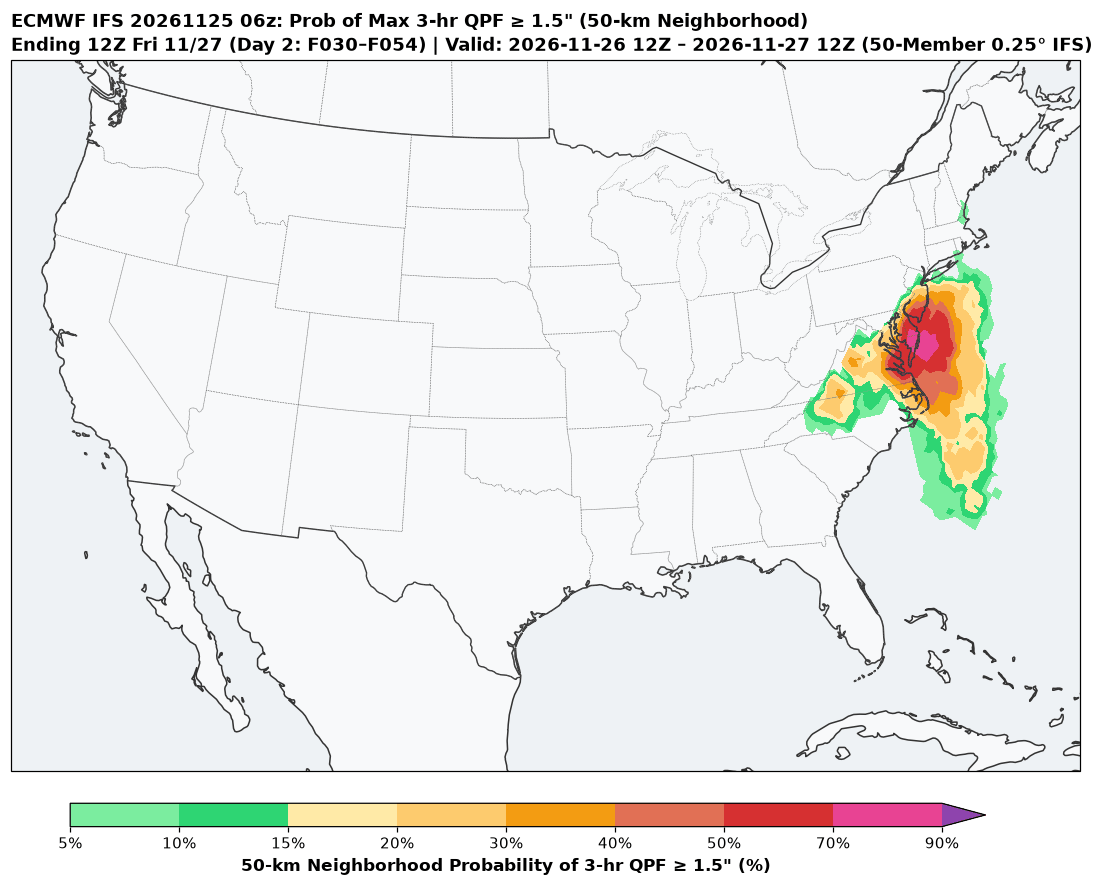 ECMWF IFS 20261125 06z: Prob of Max 3-hr QPF ≥ 1.5" (50-km Neighborhood)
Ending 12Z Fri 11/27 (Day 2: F030–F054) | Valid: 2026-11-26 12Z – 2026-11-27 12Z (50-Member 0.25° IFS)
5% 10% 15% 20% 30% 40% 50% 70% 90%
50-km Neighborhood Probability of 3-hr QPF ≥ 1.5" (%)